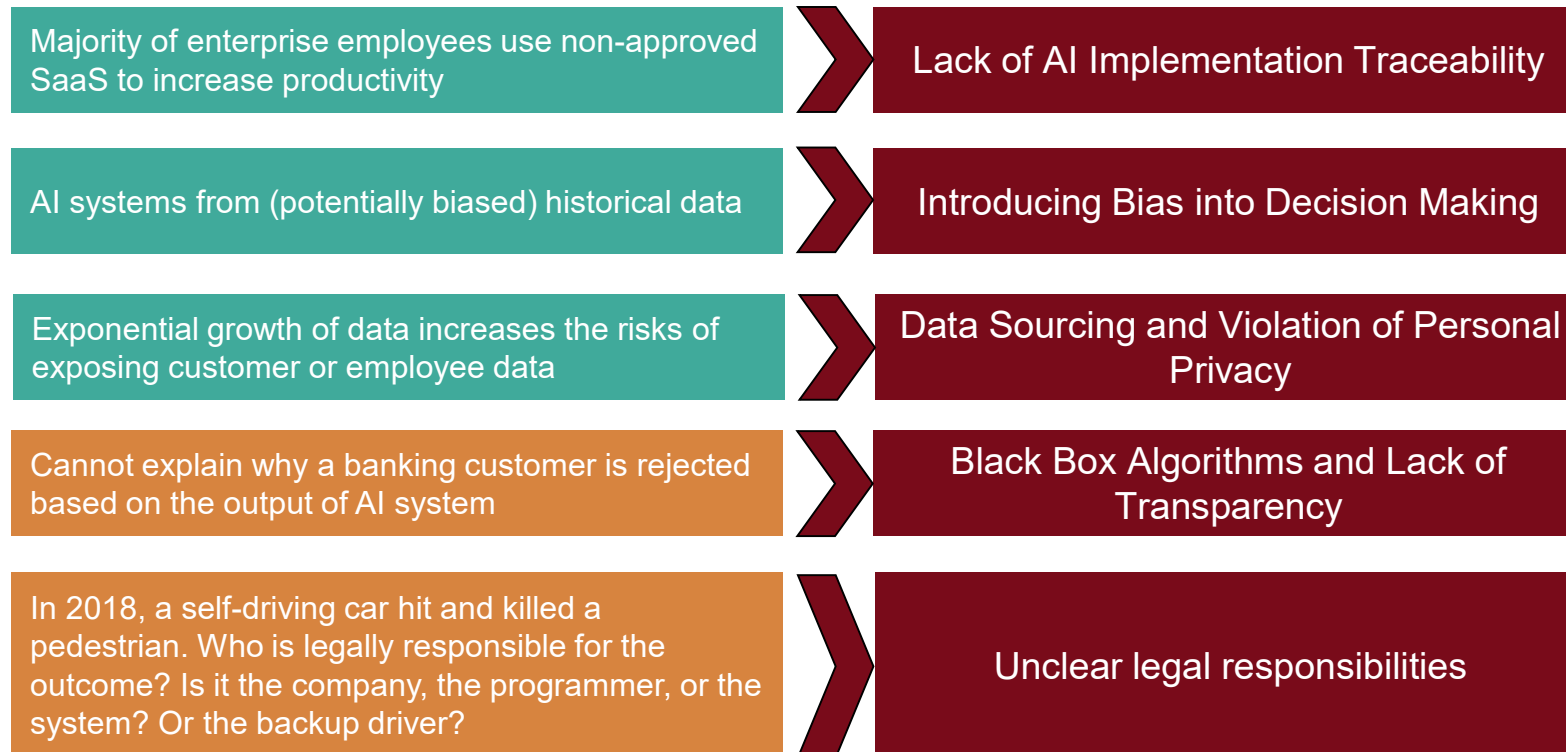 Majority of enterprise employees use non-approved
SaaS to increase productivity
Lack of AI Implementation Traceability
AI systems from (potentially biased) historical data
Introducing Bias into Decision Making
Exponential growth of data increases the risks of
exposing customer or employee data
Data Sourcing and Violation of Personal
Privacy
Cannot explain why a banking customer is rejected
based on the output of AI system
Black Box Algorithms and Lack of
Transparency
In 2018, a self-driving car hit and killed a
pedestrian. Who is legally responsible for the
outcome? Is it the company, the programmer, or the
system? Or the backup driver?
Unclear legal responsibilities